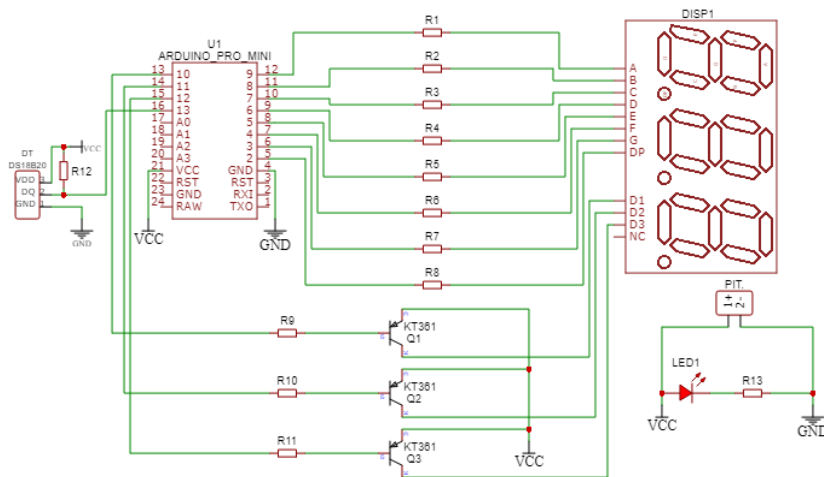 DISP1
U1
ARDUINO_PRO_MINI
13 10 9 12
14 11 8 11
15 12 7 10
16 13 6 9
17 A0 5 8
18 A1 4 7
19 A2 3 6
20 A3 2 5
21 VCC GND 4
22 RST RST 3
23 GND RXI 2
24 RAW TXO 1
R1
R2
R3
R4
R5
R6
R7
R8
A
B
C
D
E
F
G
DP
D1
D2
D3
NC
DT
DS18B20
VDD 3
DQ 2
GND 1
VCC
R12
GND
VCC
GND
R9
KT361
Q1
R10
KT361
Q2
R11
KT361
Q3
VCC
PIT.
1+
2-
LED1
R13
VCC
GND